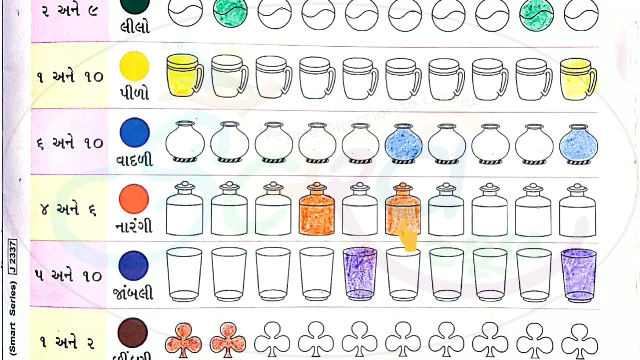 ૨ અને ૯
લીલો
૧ અને ૧૦
પીળો
૬ અને ૧૦
વાદળી
૪ અને ૬
નારંગી
૫ અને ૧૦
જાંબલી
૧ અને ૨
(Smart Series) J 2337